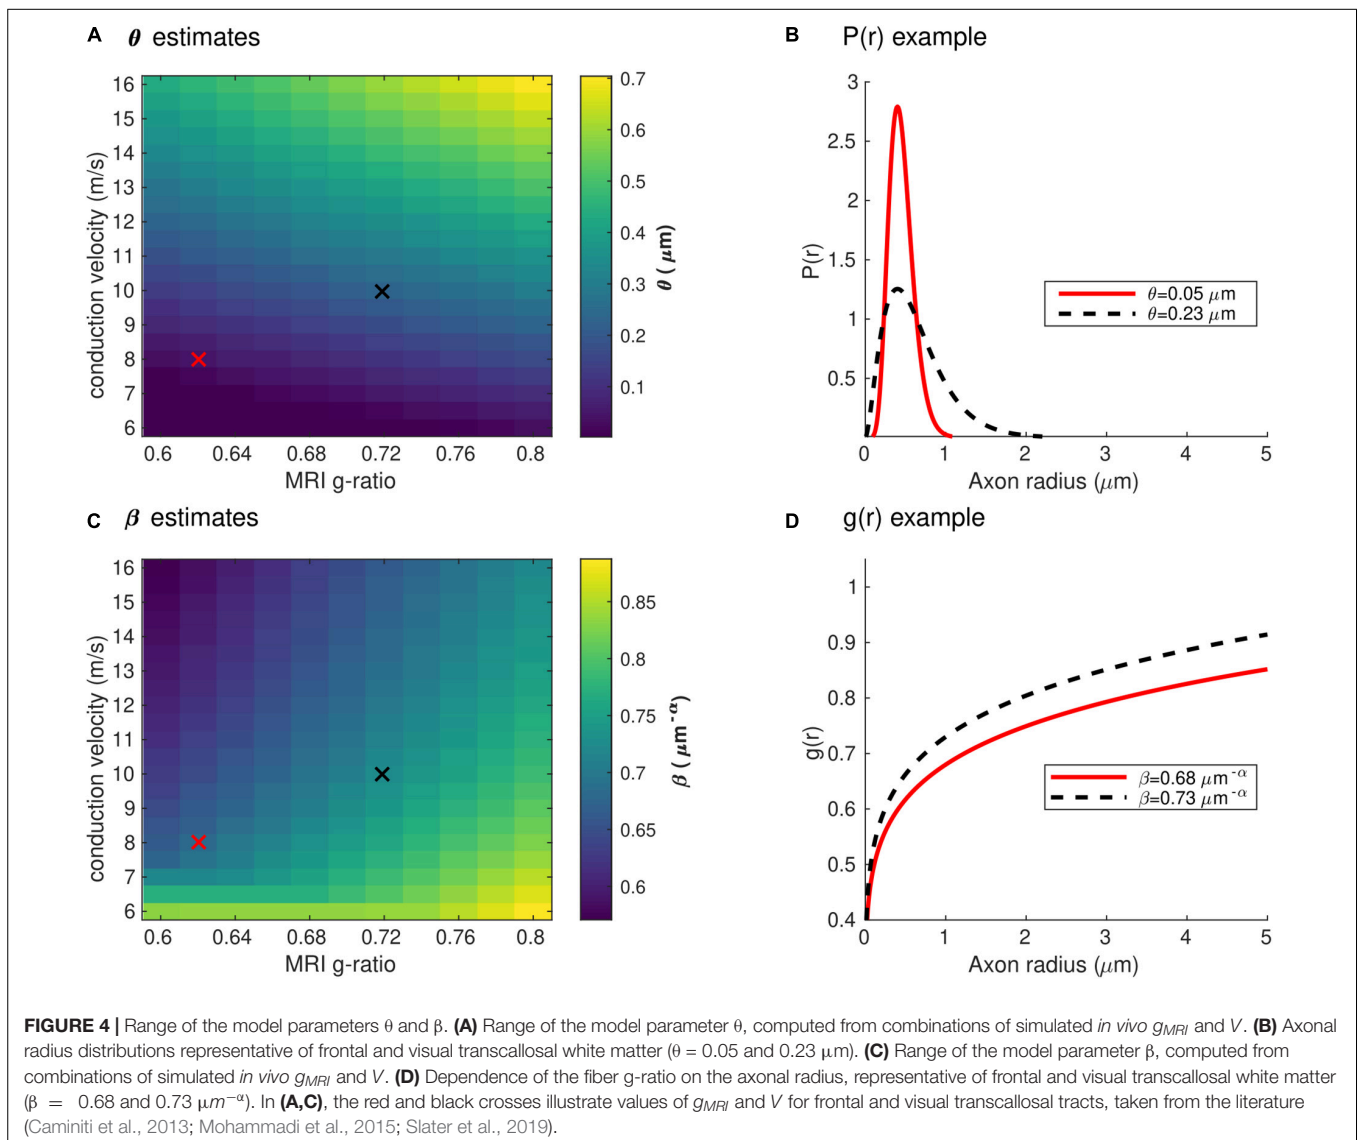 A θ estimates
16
15
14
13
12
11
10
9
8
7
6
conduction velocity (m/s)
0.6 0.64 0.68 0.72 0.76 0.8
MRI g-ratio
0.7
0.6
0.5
0.4
0.3
0.2
0.1
θ ( μm)
B P(r) example
3
2.5
2
1.5
1
0.5
P(r)
0 1 2 3 4 5
Axon radius (μm)
θ=0.05 μm
θ=0.23 μm
C β estimates
16
15
14
13
12
11
10
9
8
7
6
conduction velocity (m/s)
0.6 0.64 0.68 0.72 0.76 0.8
MRI g-ratio
0.85
0.8
0.75
0.7
0.65
0.6
β ( μm^-α)
D g(r) example
1
0.9
0.8
0.7
0.6
0.5
0.4
g(r)
0 1 2 3 4 5
Axon radius (μm)
β=0.68 μm^-α
β=0.73 μm^-α
FIGURE 4 | Range of the model parameters θ and β. (A) Range of the model parameter θ, computed from combinations of simulated in vivo g_MRI and V. (B) Axonal
radius distributions representative of frontal and visual transcallosal white matter (θ = 0.05 and 0.23 μm). (C) Range of the model parameter β, computed from
combinations of simulated in vivo g_MRI and V. (D) Dependence of the fiber g-ratio on the axonal radius, representative of frontal and visual transcallosal white matter
(β = 0.68 and 0.73 μm^−α). In (A,C), the red and black crosses illustrate values of g_MRI and V for frontal and visual transcallosal tracts, taken from the literature
(Caminiti et al., 2013; Mohammadi et al., 2015; Slater et al., 2019).